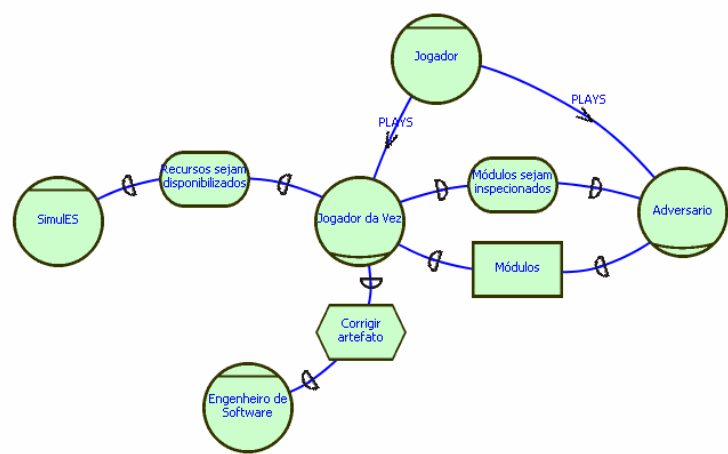 Jogador
PLAYS
PLAYS
Recursos sejam
disponibilizados
Módulos sejam
inspecionados
SimulES
Jogador da Vez
Adversario
Módulos
Corrigir
artefato
Engenheiro de
Software